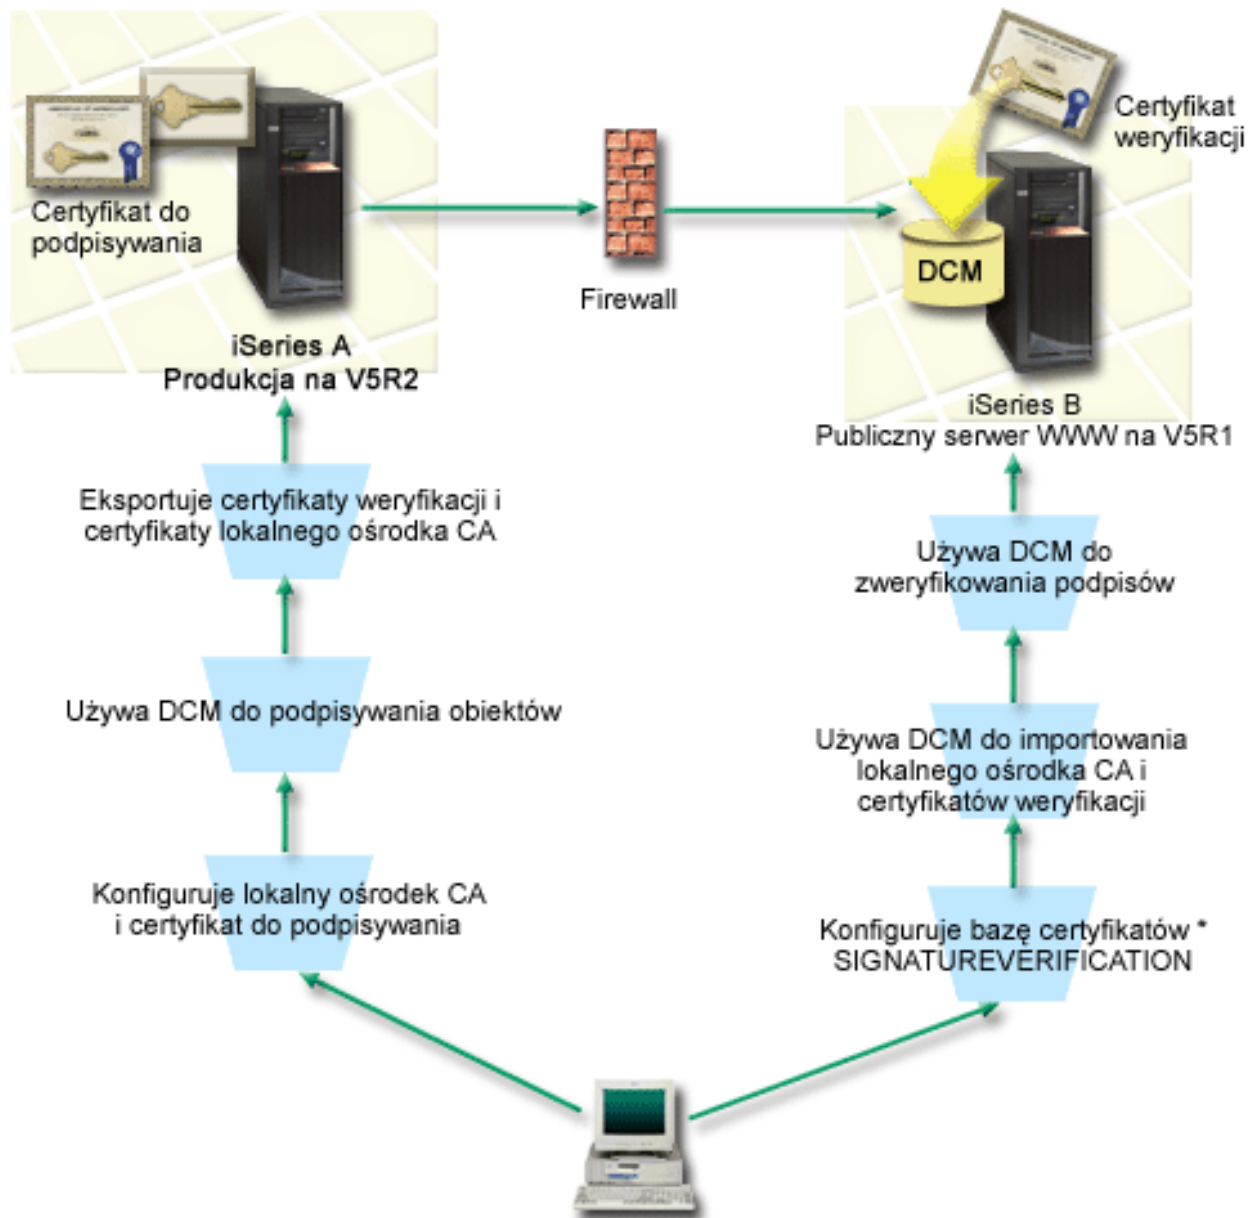 Certyfikat do
podpisywania
Certyfikat
weryfikacji
DCM
Firewall
iSeries A
Produkcja na V5R2
iSeries B
Publiczny serwer WWW na V5R1
Eksportuje certyfikaty weryfikacji i
certyfikaty lokalnego ośrodka CA
Używa DCM do podpisywania obiektów
Konfiguruje lokalny ośrodek CA
i certyfikat do podpisywania
Używa DCM do
zweryfikowania podpisów
Używa DCM do importowania
lokalnego ośrodka CA i
certyfikatów weryfikacji
Konfiguruje bazę certyfikatów *
SIGNATUREVERIFICATION